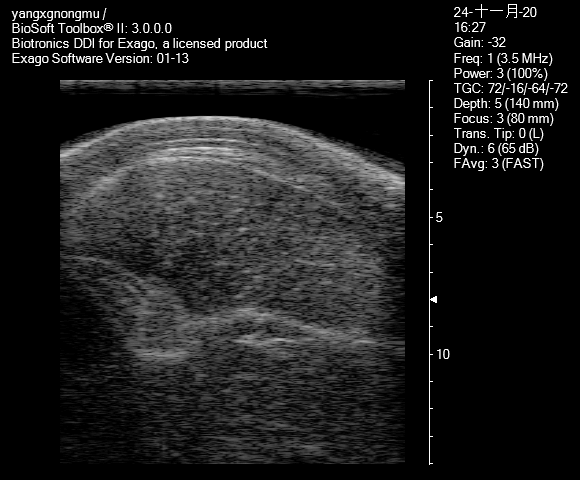 yangxgnongmu /
BioSoft Toolbox® II: 3.0.0.0
Biotronics DDI for Exago, a licensed product
Exago Software Version: 01-13
24-十一月-20
16:27
Gain: -32
Freq: 1 (3.5 MHz)
Power: 3 (100%)
TGC: 72/-16/-64/-72
Depth: 5 (140 mm)
Focus: 3 (80 mm)
Trans. Tip: 0 (L)
Dyn.: 6 (65 dB)
FAvg: 3 (FAST)
5
10